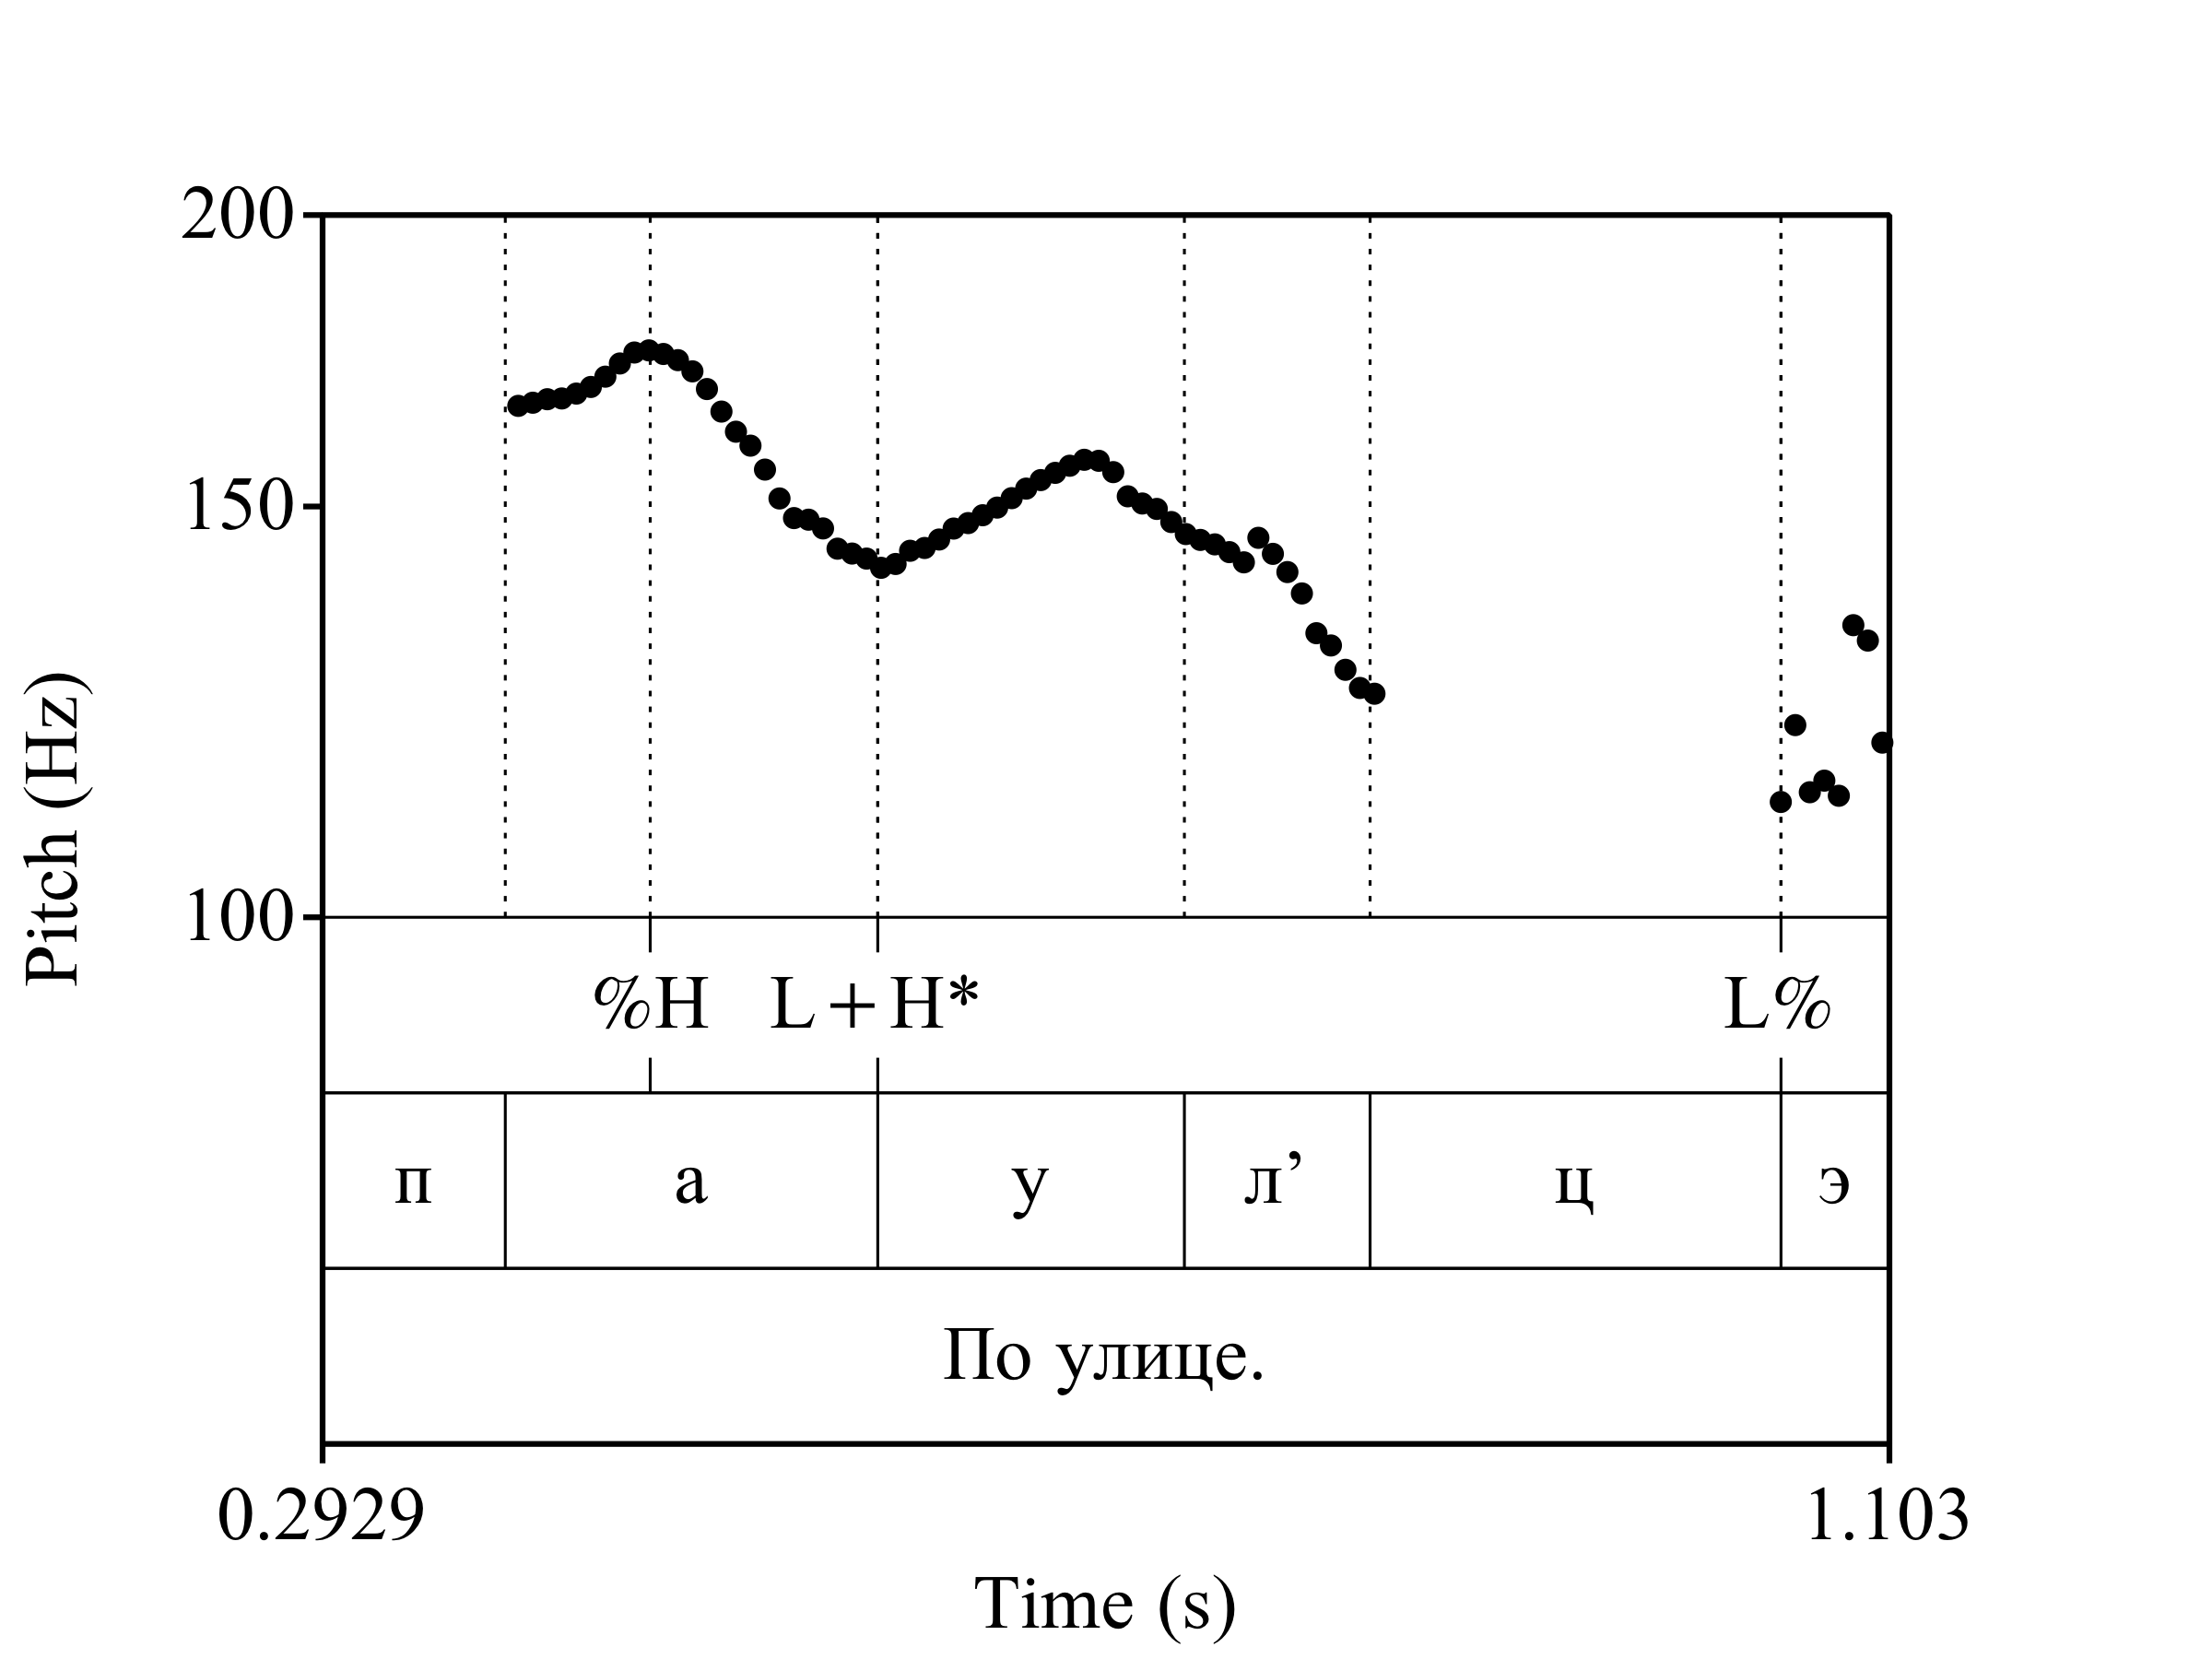 200
150
100
Pitch (Hz)
%H L+H* L%
п а у л’ ц э
По улице.
0.2929 1.103
Time (s)